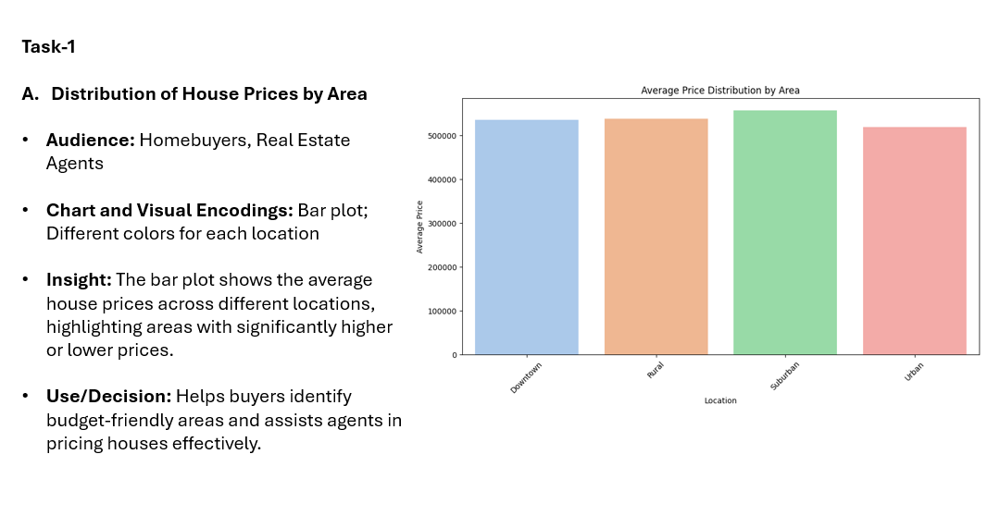 Task-1
A. Distribution of House Prices by Area
• Audience: Homebuyers, Real Estate
Agents
• Chart and Visual Encodings: Bar plot;
Different colors for each location
• Insight: The bar plot shows the average
house prices across different locations,
highlighting areas with significantly higher
or lower prices.
• Use/Decision: Helps buyers identify
budget-friendly areas and assists agents in
pricing houses effectively.
Average Price Distribution by Area
Average Price
500000
400000
300000
200000
100000
0
Downtown
Rural
Suburban
Urban
Location